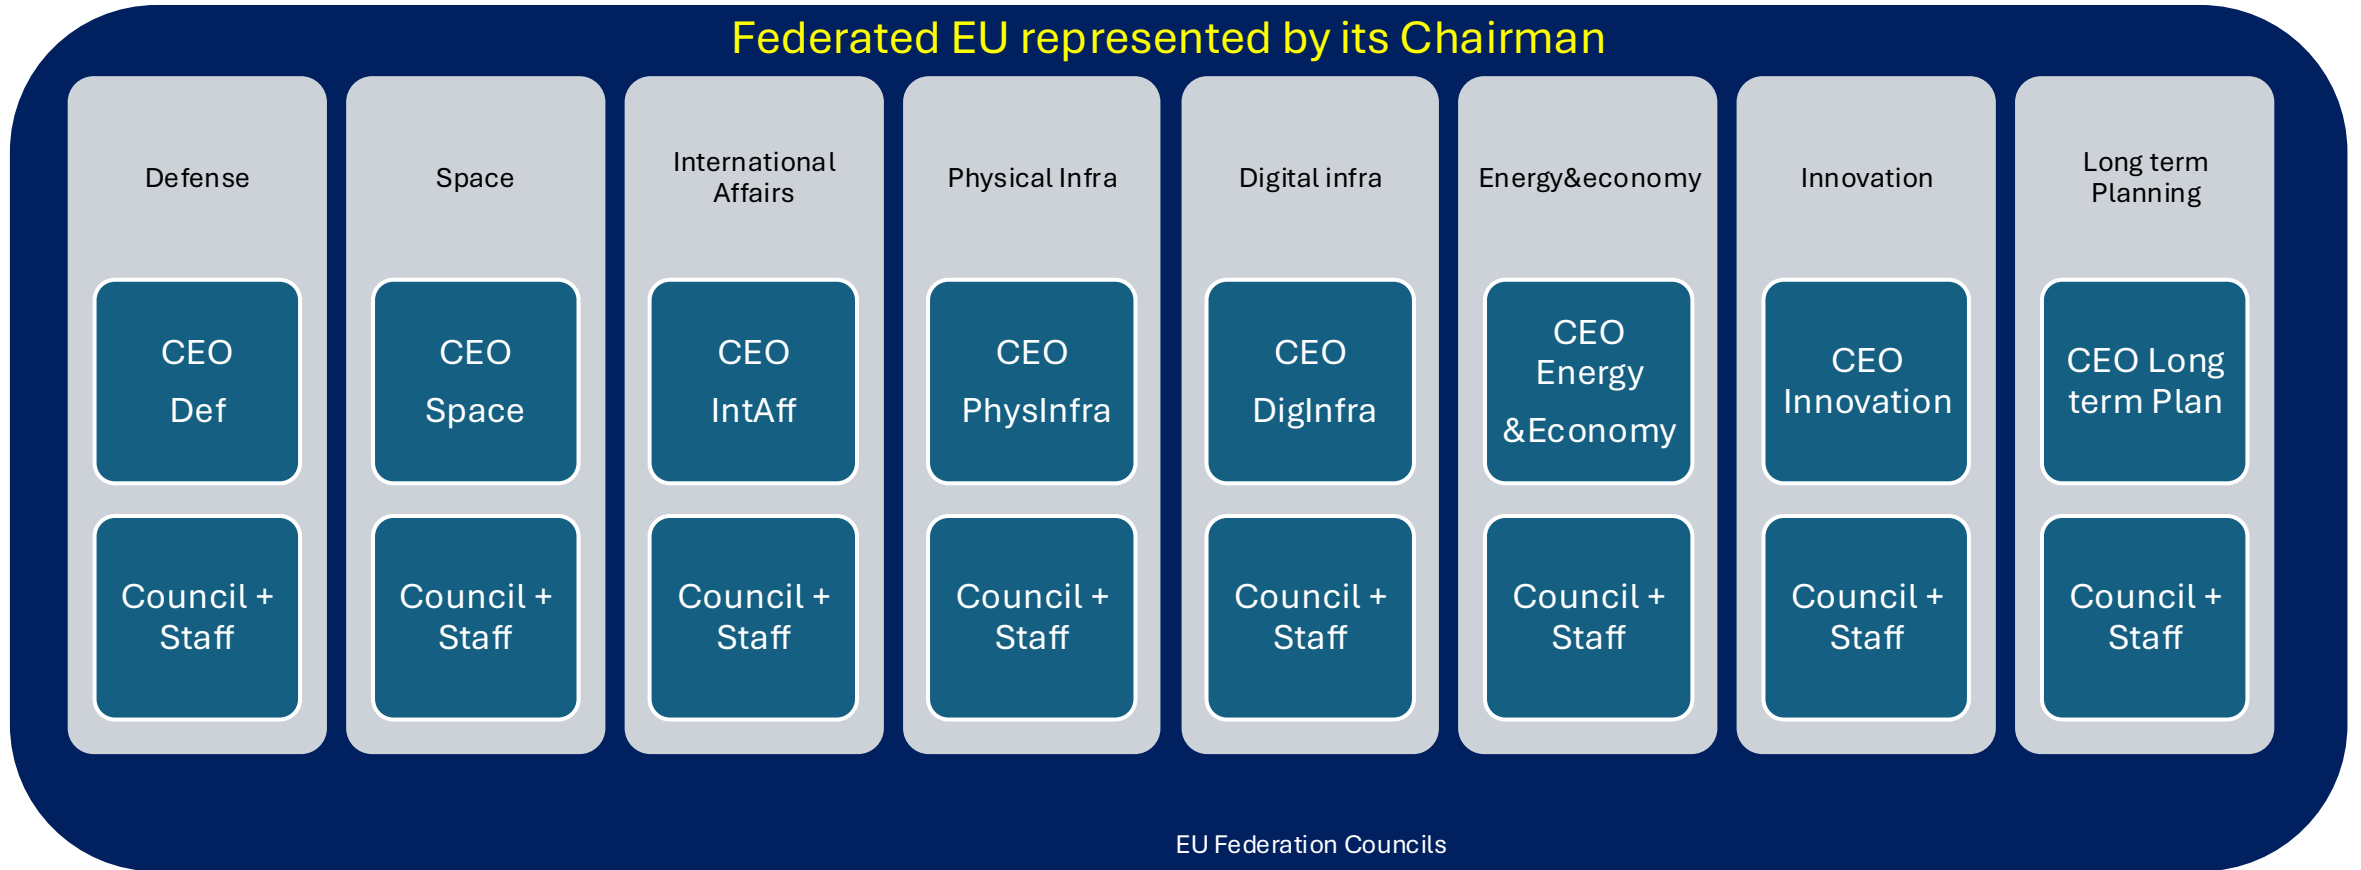 Federated EU represented by its Chairman
Defense
Space
International
Affairs
Physical Infra
Digital infra
Energy&economy
Innovation
Long term
Planning
CEO
Def
CEO
Space
CEO
IntAff
CEO
PhysInfra
CEO
DigInfra
CEO
Energy
&Economy
CEO
Innovation
CEO Long
term Plan
Council +
Staff
Council +
Staff
Council +
Staff
Council +
Staff
Council +
Staff
Council +
Staff
Council +
Staff
Council +
Staff
EU Federation Councils